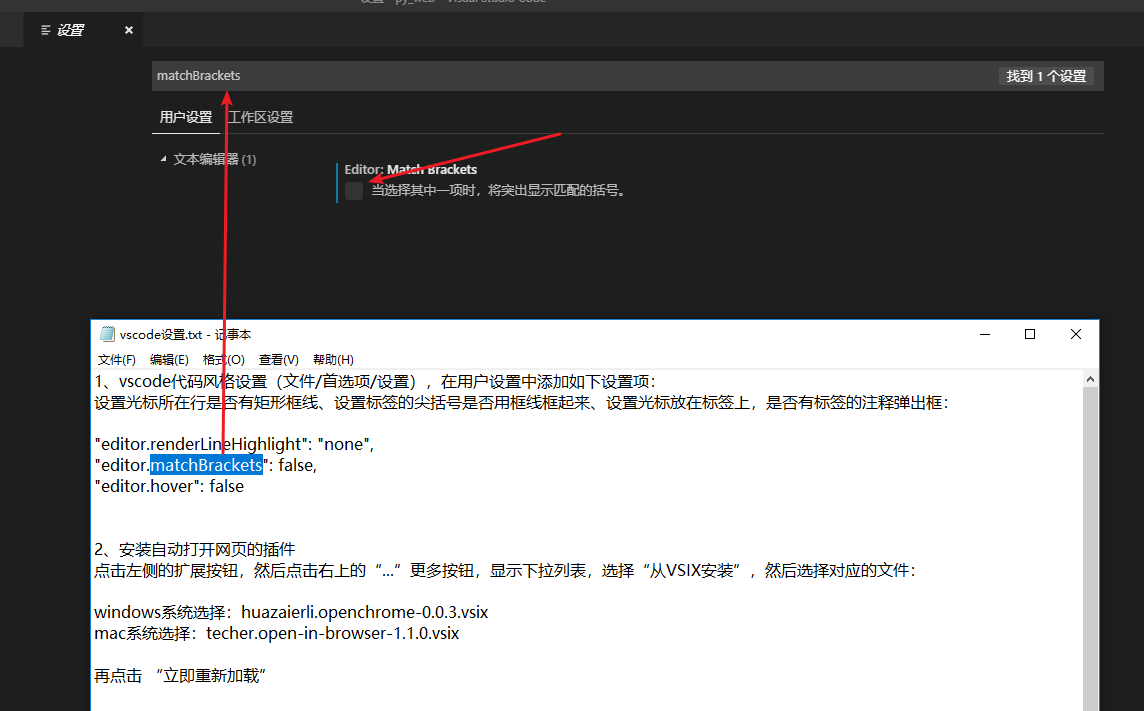 设置 - py_web - Visual Studio Code
设置
matchBrackets
找到 1 个设置
用户设置 工作区设置
文本编辑器 (1)
Editor: Match Brackets
当选择其中一项时，将突出显示匹配的括号。
vscode设置.txt - 记事本
文件(F) 编辑(E) 格式(O) 查看(V) 帮助(H)
1、vscode代码风格设置（文件/首选项/设置），在用户设置中添加如下设置项：
设置光标所在行是否有矩形框线、设置标签的尖括号是否用框线框起来、设置光标放在标签上，是否有标签的注释弹出框：
"editor.renderLineHighlight": "none",
"editor.matchBrackets": false,
"editor.hover": false
2、安装自动打开网页的插件
点击左侧的扩展按钮，然后点击右上的“...”更多按钮，显示下拉列表，选择“从VSIX安装”，然后选择对应的文件：
windows系统选择：huazaierli.openchrome-0.0.3.vsix
mac系统选择：techer.open-in-browser-1.1.0.vsix
再点击 “立即重新加载”